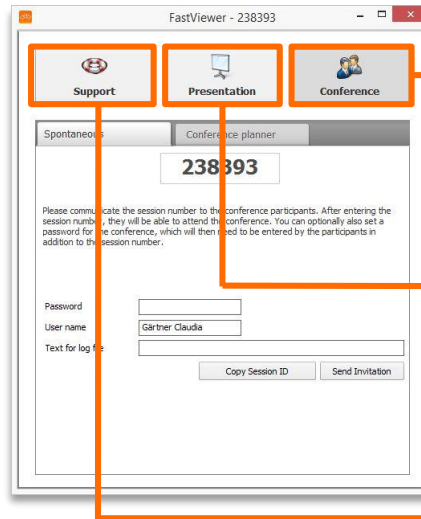 FastViewer - 238393
Support Presentation Conference
Spontaneous Conference planner
238393
Please communicate the session number to the conference participants. After entering the
session number, they will be able to attend the conference. You can optionally also set a
password for the conference, which will then need to be entered by the participants in
addition to the session number.
Password
User name Gärtner Claudia
Text for log file
Copy Session ID Send Invitation